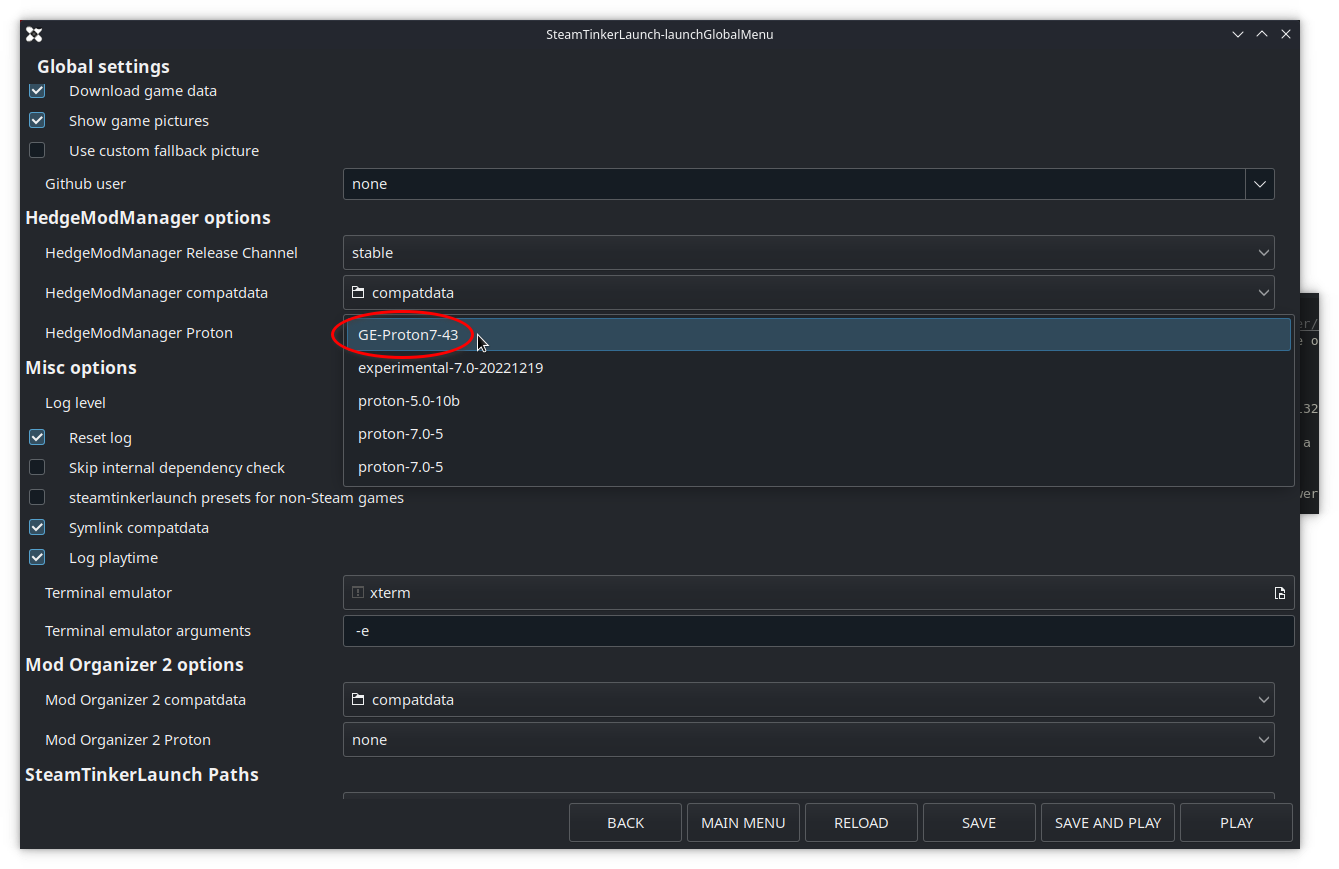 SteamTinkerLaunch-launchGlobalMenu
Global settings
Download game data
Show game pictures
Use custom fallback picture
Github user none
HedgeModManager options
HedgeModManager Release Channel stable
HedgeModManager compatdata compatdata
HedgeModManager Proton GE-Proton7-43
experimental-7.0-20221219
Misc options
Log level proton-5.0-10b
Reset log proton-7.0-5
Skip internal dependency check proton-7.0-5
steamtinkerlaunch presets for non-Steam games
Symlink compatdata
Log playtime
Terminal emulator xterm
Terminal emulator arguments -e
Mod Organizer 2 options
Mod Organizer 2 compatdata compatdata
Mod Organizer 2 Proton none
SteamTinkerLaunch Paths
BACK MAIN MENU RELOAD SAVE SAVE AND PLAY PLAY